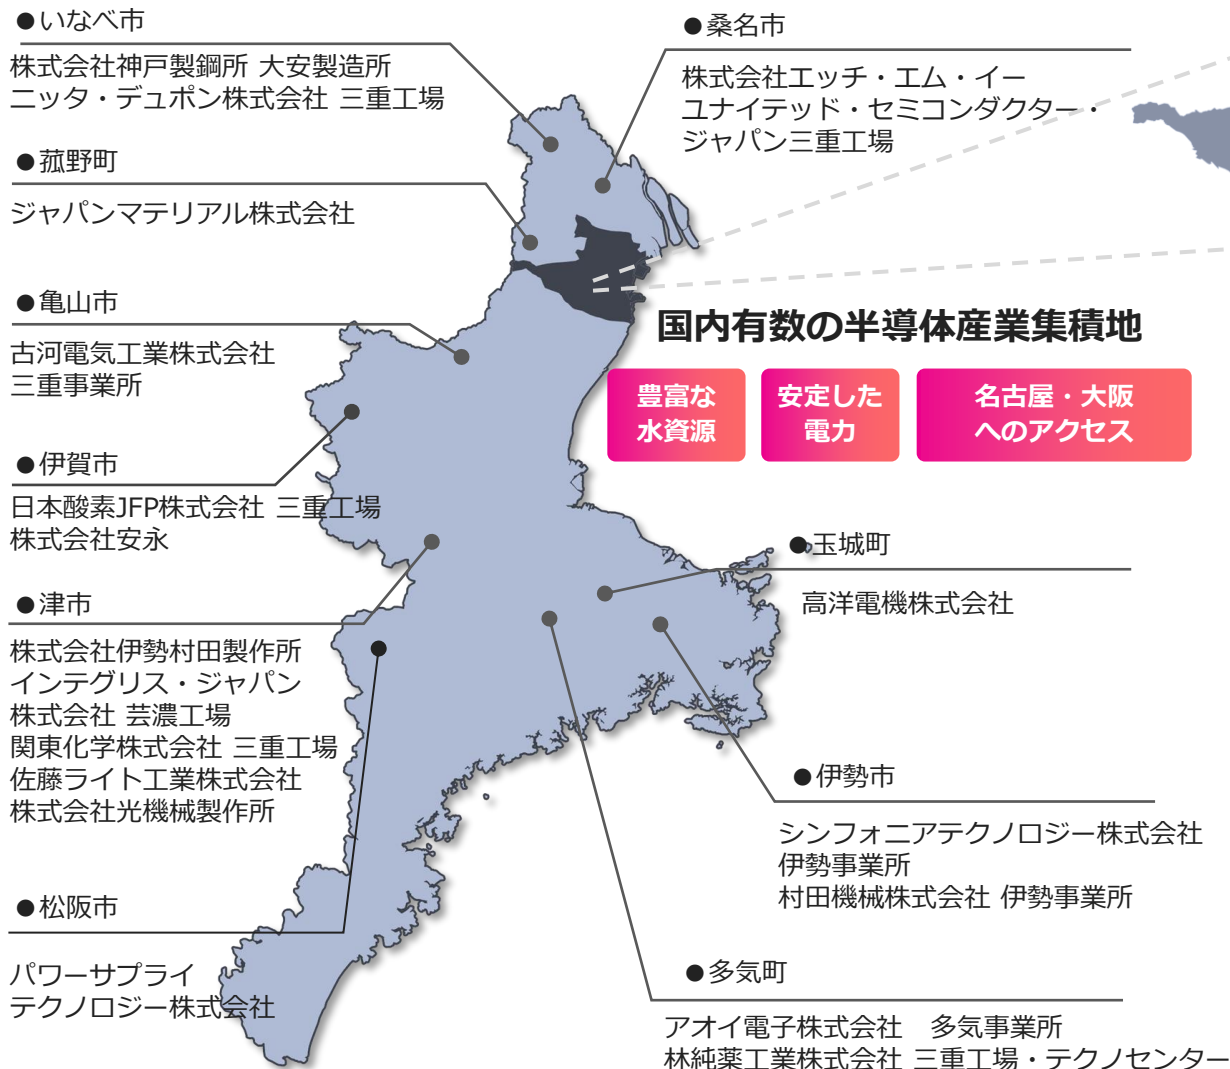 ●いなべ市
株式会社神戸製鋼所 大安製造所
ニッタ・デュポン株式会社 三重工場
●菰野町
ジャパンマテリアル株式会社
●亀山市
古河電気工業株式会社
三重事業所
●伊賀市
日本酸素JFP株式会社 三重工場
株式会社安永
●津市
株式会社伊勢村田製作所
インテグリス・ジャパン
株式会社 芸濃工場
関東化学株式会社 三重工場
佐藤ライト工業株式会社
株式会社光機械製作所
●松阪市
パワーサプライ
テクノロジー株式会社
●桑名市
株式会社エッチ・エム・イー
ユナイテッド・セミコンダクター・
ジャパン三重工場
国内有数の半導体産業集積地
豊富な
水資源
安定した
電力
名古屋・大阪
へのアクセス
●玉城町
高洋電機株式会社
●伊勢市
シンフォニアテクノロジー株式会社
伊勢事業所
村田機械株式会社 伊勢事業所
●多気町
アオイ電子株式会社　多気事業所
林純薬工業株式会社 三重工場・テクノセンター